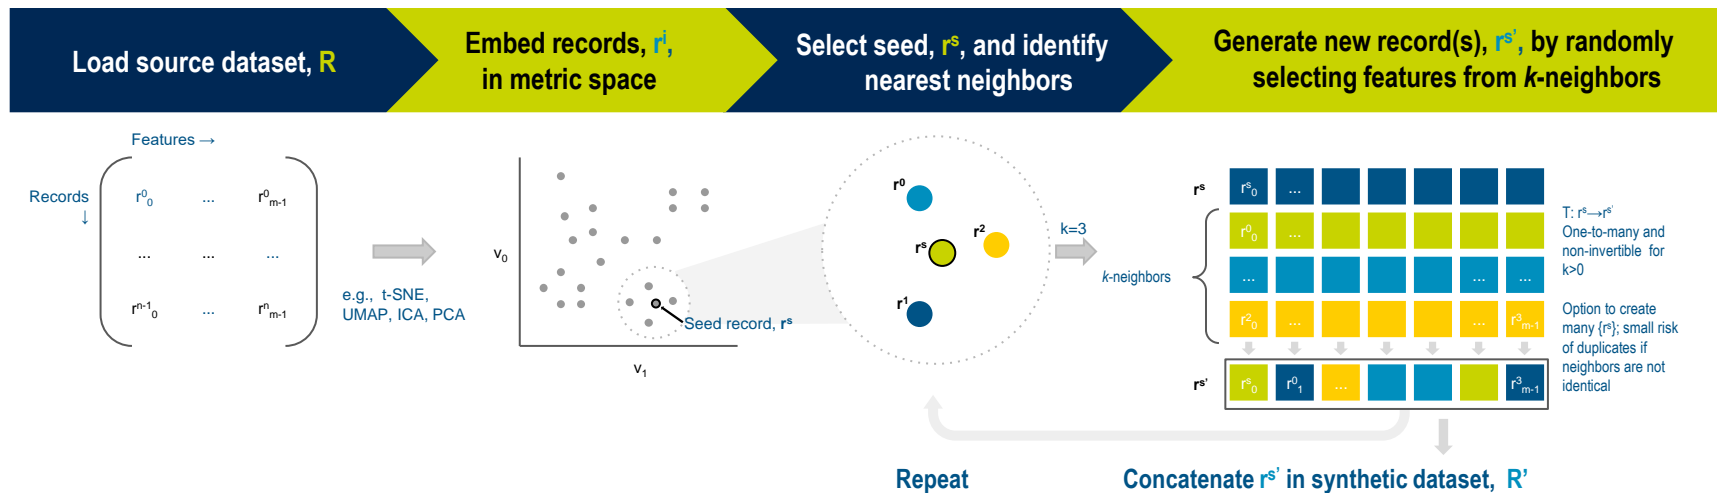 Load source dataset, R
Embed records, rⁱ,
in metric space
Select seed, rˢ, and identify
nearest neighbors
Generate new record(s), rˢ’, by randomly
selecting features from k-neighbors
Features →
Records
↓
r⁰₀ ... r⁰ₘ₋₁
... ... ...
rⁿ⁻¹₀ ... rⁿₘ₋₁
e.g., t-SNE,
UMAP, ICA, PCA
v₀
v₁
Seed record, rˢ
r⁰
r²
rˢ
r¹
k=3
rˢ
k-neighbors
rˢ’
rˢ₀ ...
r⁰₀ ...
... ... ...
r²₀ ... ... r³ₘ₋₁
rˢ₀ r⁰₁ ... r³ₘ₋₁
T: rˢ→rˢ’
One-to-many and
non-invertible for
k>0
Option to create
many {rˢ}; small risk
of duplicates if
neighbors are not
identical
Repeat
Concatenate rˢ’ in synthetic dataset, R’